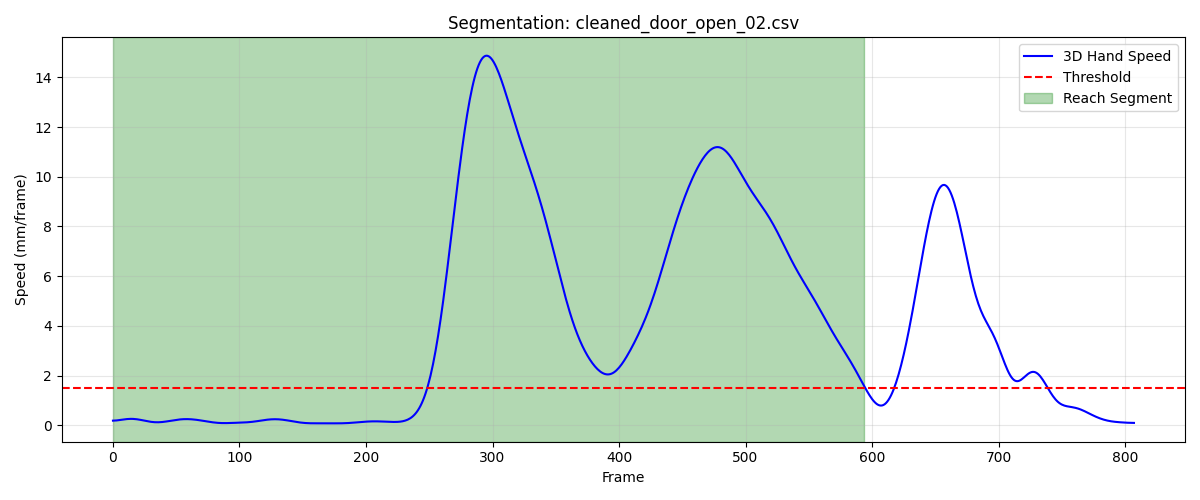 Segmentation: cleaned_door_open_02.csv
3D Hand Speed
Threshold
Reach Segment
Speed (mm/frame)
14
12
10
8
6
4
2
0
0 100 200 300 400 500 600 700 800
Frame